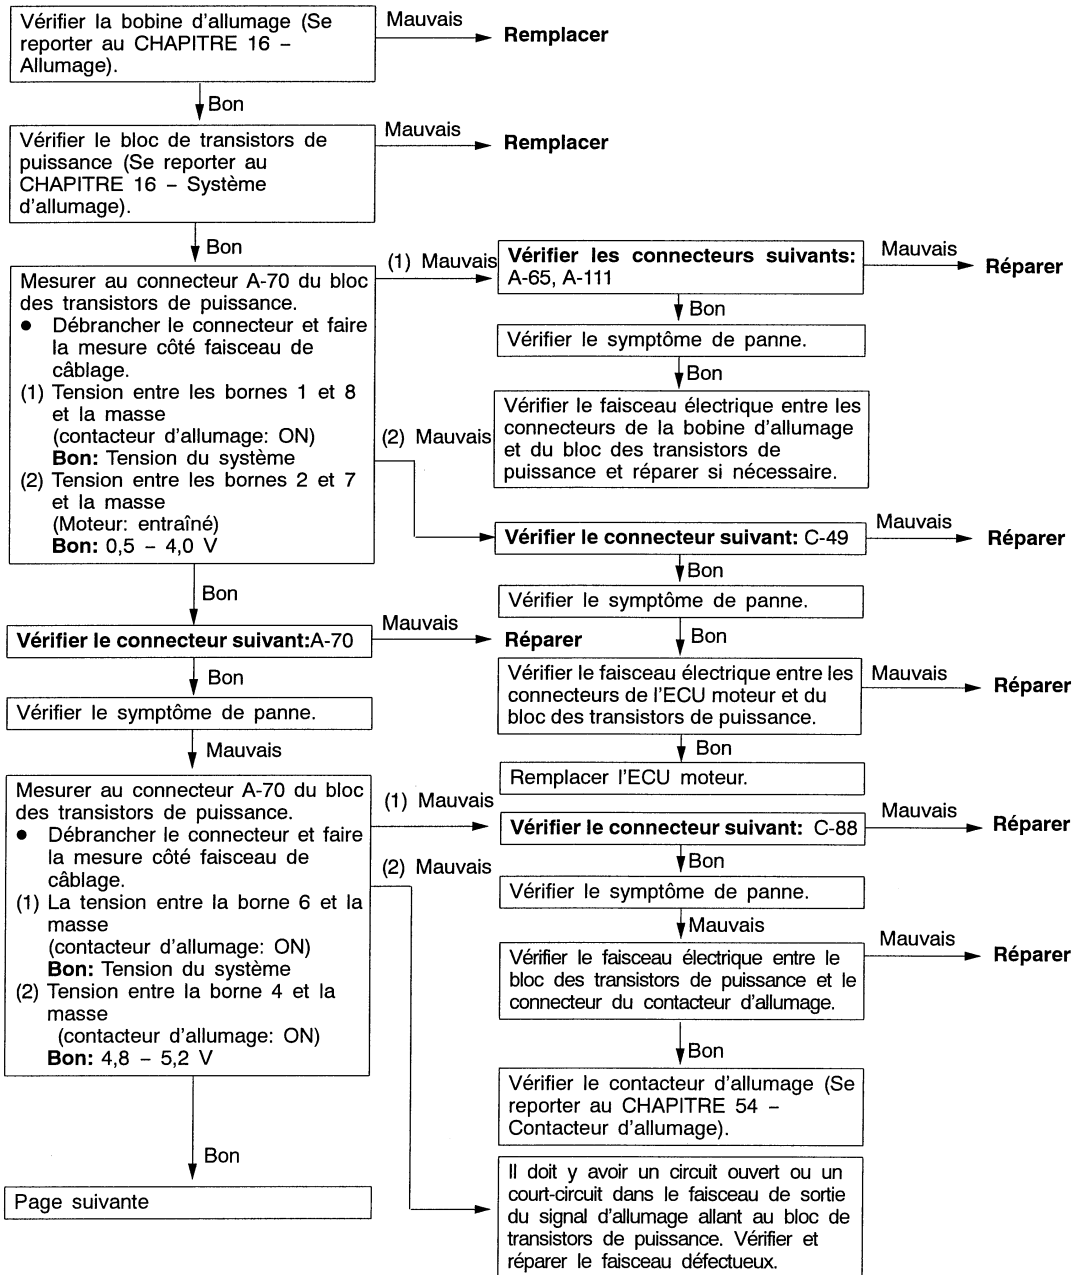 Vérifier la bobine d'allumage (Se
reporter au CHAPITRE 16 –
Allumage).
Mauvais
Remplacer
Bon
Vérifier le bloc de transistors de
puissance (Se reporter au
CHAPITRE 16 – Système
d'allumage).
Mauvais
Remplacer
Bon
Mesurer au connecteur A-70 du bloc
des transistors de puissance.
● Débrancher le connecteur et faire
la mesure côté faisceau de
câblage.
(1) Tension entre les bornes 1 et 8
et la masse
(contacteur d'allumage: ON)
Bon: Tension du système
(2) Tension entre les bornes 2 et 7
et la masse
(Moteur: entraîné)
Bon: 0,5 – 4,0 V
(1) Mauvais
Vérifier les connecteurs suivants:
A-65, A-111
Mauvais
Réparer
Bon
Vérifier le symptôme de panne.
Bon
Vérifier le faisceau électrique entre les
connecteurs de la bobine d'allumage
et du bloc des transistors de
puissance et réparer si nécessaire.
(2) Mauvais
Vérifier le connecteur suivant: C-49
Mauvais
Réparer
Bon
Vérifier le symptôme de panne.
Bon
Vérifier le faisceau électrique entre les
connecteurs de l'ECU moteur et du
bloc des transistors de puissance.
Mauvais
Réparer
Bon
Remplacer l'ECU moteur.
Bon
Vérifier le connecteur suivant:A-70
Mauvais
Réparer
Bon
Vérifier le symptôme de panne.
Mauvais
Mesurer au connecteur A-70 du bloc
des transistors de puissance.
● Débrancher le connecteur et faire
la mesure côté faisceau de
câblage.
(1) La tension entre la borne 6 et la
masse
(contacteur d'allumage: ON)
Bon: Tension du système
(2) Tension entre la borne 4 et la
masse
(contacteur d'allumage: ON)
Bon: 4,8 – 5,2 V
(1) Mauvais
Vérifier le connecteur suivant: C-88
Mauvais
Réparer
Bon
Vérifier le symptôme de panne.
Mauvais
Vérifier le faisceau électrique entre le
bloc des transistors de puissance et le
connecteur du contacteur d'allumage.
Mauvais
Réparer
Bon
Vérifier le contacteur d'allumage (Se
reporter au CHAPITRE 54 –
Contacteur d'allumage).
(2) Mauvais
Il doit y avoir un circuit ouvert ou un
court-circuit dans le faisceau de sortie
du signal d'allumage allant au bloc de
transistors de puissance. Vérifier et
réparer le faisceau défectueux.
Bon
Page suivante